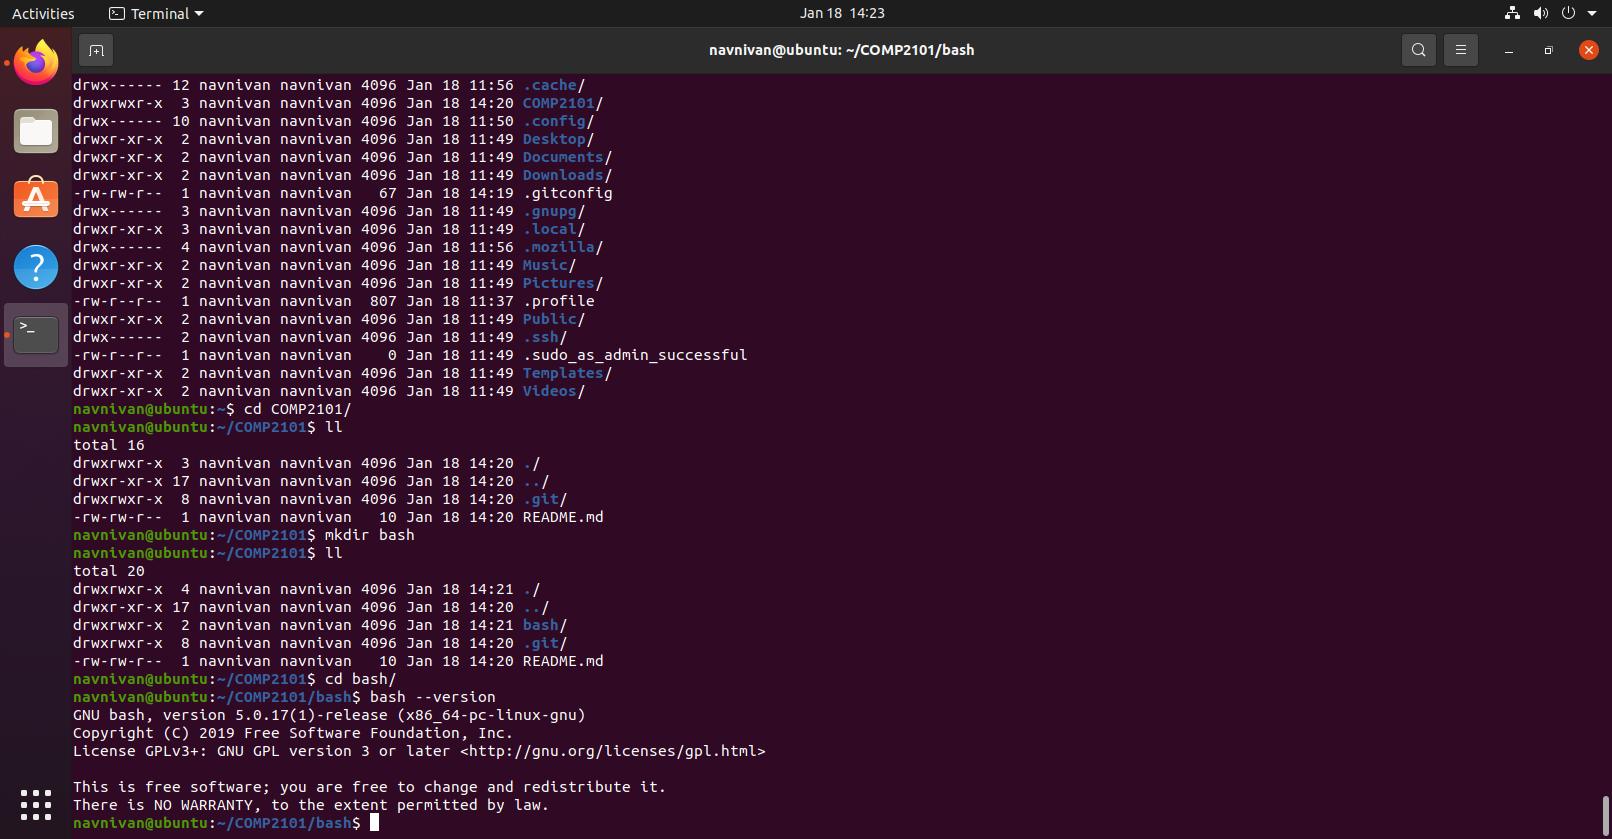 Activities Terminal Jan 18 14:23
navnivan@ubuntu: ~/COMP2101/bash
drwx------ 12 navnivan navnivan 4096 Jan 18 11:56 .cache/
drwxrwxr-x  3 navnivan navnivan 4096 Jan 18 14:20 COMP2101/
drwx------ 10 navnivan navnivan 4096 Jan 18 11:50 .config/
drwxr-xr-x  2 navnivan navnivan 4096 Jan 18 11:49 Desktop/
drwxr-xr-x  2 navnivan navnivan 4096 Jan 18 11:49 Documents/
drwxr-xr-x  2 navnivan navnivan 4096 Jan 18 11:49 Downloads/
-rw-rw-r--  1 navnivan navnivan   67 Jan 18 14:19 .gitconfig
drwx------  3 navnivan navnivan 4096 Jan 18 11:49 .gnupg/
drwxr-xr-x  3 navnivan navnivan 4096 Jan 18 11:49 .local/
drwx------  4 navnivan navnivan 4096 Jan 18 11:56 .mozilla/
drwxr-xr-x  2 navnivan navnivan 4096 Jan 18 11:49 Music/
drwxr-xr-x  2 navnivan navnivan 4096 Jan 18 11:49 Pictures/
-rw-r--r--  1 navnivan navnivan  807 Jan 18 11:37 .profile
drwxr-xr-x  2 navnivan navnivan 4096 Jan 18 11:49 Public/
drwx------  2 navnivan navnivan 4096 Jan 18 11:49 .ssh/
-rw-r--r--  1 navnivan navnivan    0 Jan 18 11:49 .sudo_as_admin_successful
drwxr-xr-x  2 navnivan navnivan 4096 Jan 18 11:49 Templates/
drwxr-xr-x  2 navnivan navnivan 4096 Jan 18 11:49 Videos/
navnivan@ubuntu:~$ cd COMP2101/
navnivan@ubuntu:~/COMP2101$ ll
total 16
drwxrwxr-x  3 navnivan navnivan 4096 Jan 18 14:20 ./
drwxr-xr-x 17 navnivan navnivan 4096 Jan 18 14:20 ../
drwxrwxr-x  8 navnivan navnivan 4096 Jan 18 14:20 .git/
-rw-rw-r--  1 navnivan navnivan   10 Jan 18 14:20 README.md
navnivan@ubuntu:~/COMP2101$ mkdir bash
navnivan@ubuntu:~/COMP2101$ ll
total 20
drwxrwxr-x  4 navnivan navnivan 4096 Jan 18 14:21 ./
drwxr-xr-x 17 navnivan navnivan 4096 Jan 18 14:20 ../
drwxrwxr-x  2 navnivan navnivan 4096 Jan 18 14:21 bash/
drwxrwxr-x  8 navnivan navnivan 4096 Jan 18 14:20 .git/
-rw-rw-r--  1 navnivan navnivan   10 Jan 18 14:20 README.md
navnivan@ubuntu:~/COMP2101$ cd bash/
navnivan@ubuntu:~/COMP2101/bash$ bash --version
GNU bash, version 5.0.17(1)-release (x86_64-pc-linux-gnu)
Copyright (C) 2019 Free Software Foundation, Inc.
License GPLv3+: GNU GPL version 3 or later <http://gnu.org/licenses/gpl.html>

This is free software; you are free to change and redistribute it.
There is NO WARRANTY, to the extent permitted by law.
navnivan@ubuntu:~/COMP2101/bash$